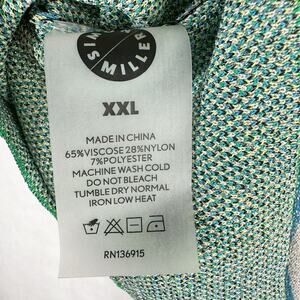 MILLER
XXL
MADE IN CHINA
65%VISCOSE 28%NYLON
7%POLYESTER
MACHINE WASH COLD
DO NOT BLEACH
TUMBLE DRY NORMAL
IRON LOW HEAT
RN136915